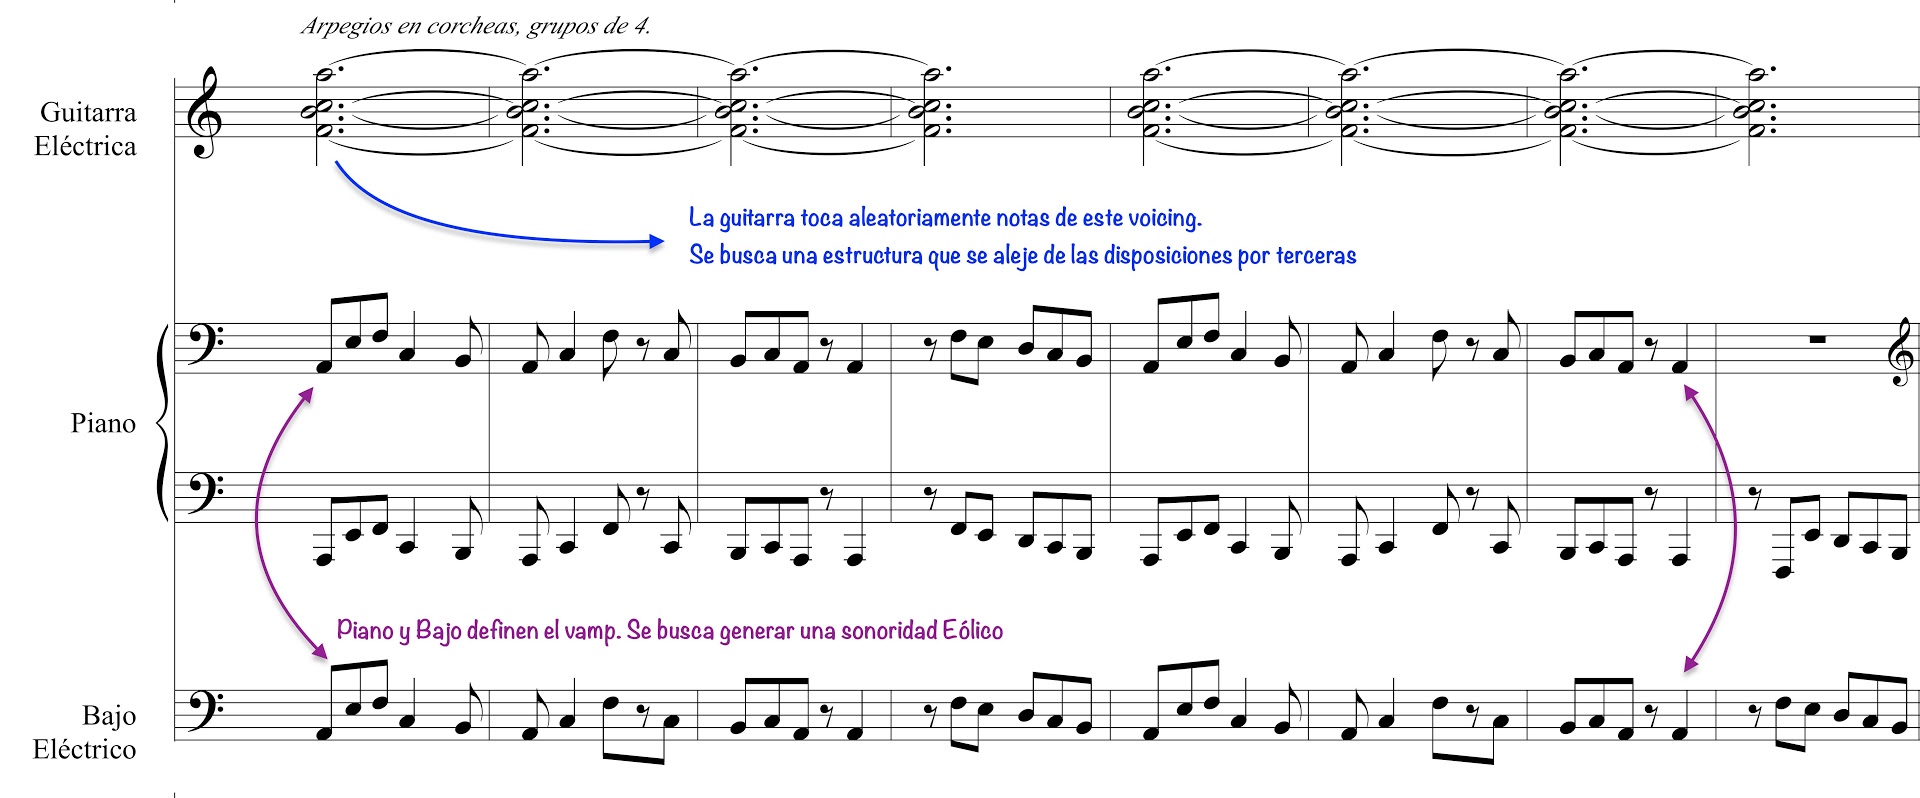 Arpegios en corcheas, grupos de 4.
Guitarra
Eléctrica
La guitarra toca aleatoriamente notas de este voicing.
Se busca una estructura que se aleje de las disposiciones por terceras
Piano
Piano y Bajo definen el vamp. Se busca generar una sonoridad Eólico
Bajo
Eléctrico